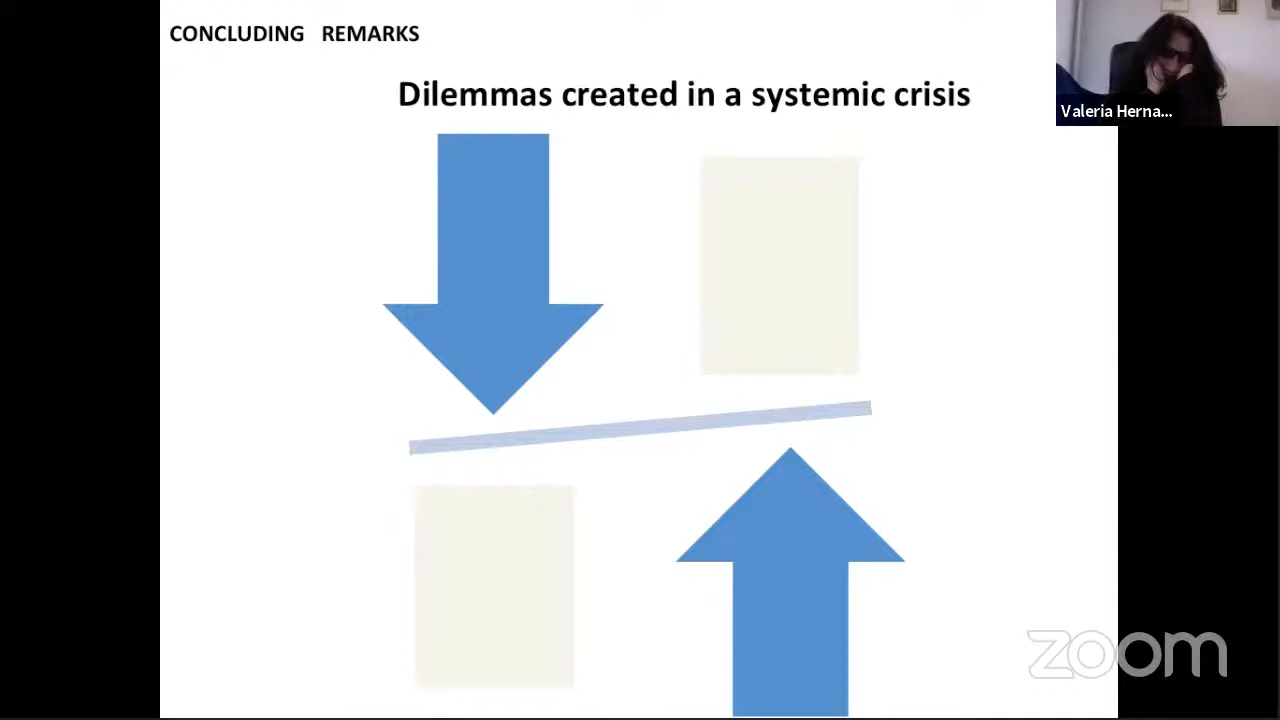 CONCLUDING REMARKS
Dilemmas created in a systemic crisis
Valeria Herna...
zoom